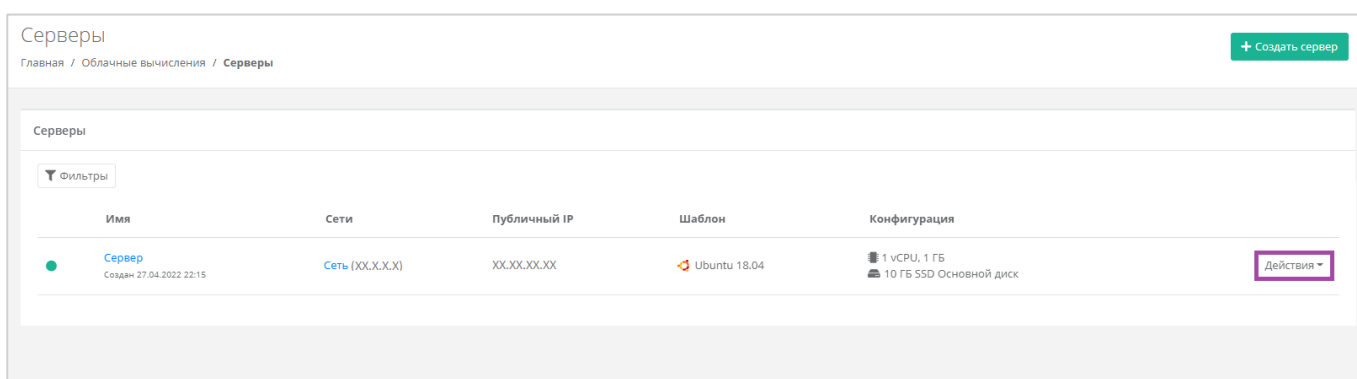 Серверы
+ Создать сервер
Главная / Облачные вычисления / Серверы
Серверы
Фильтры
Имя Сети Публичный IP Шаблон Конфигурация
Сервер Сеть (XX.X.X.X) XX.XX.XX.XX Ubuntu 18.04 1 vCPU, 1 ГБ Действия
Создан 27.04.2022 22:15 10 ГБ SSD Основной диск